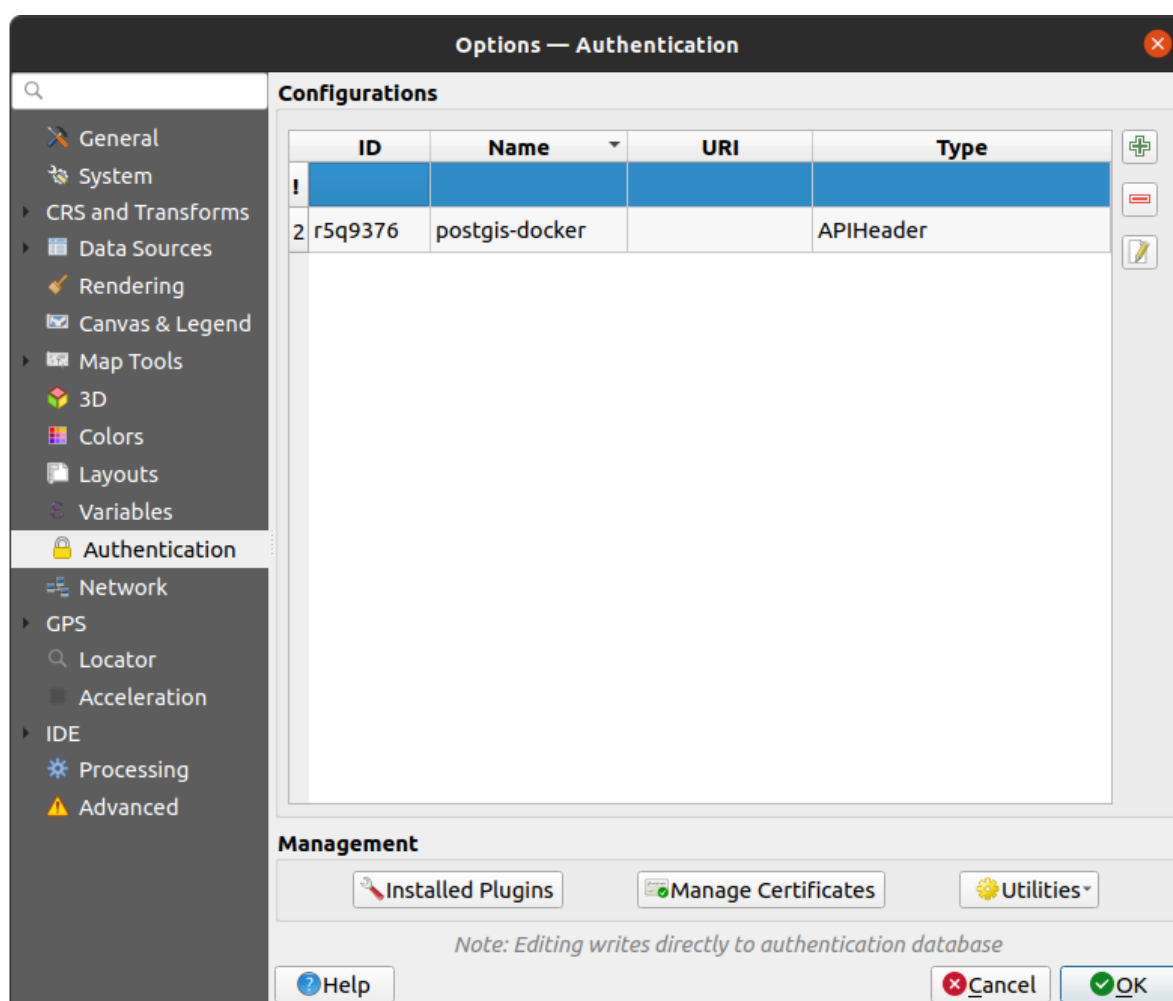 Options — Authentication
General
System
CRS and Transforms
Data Sources
Rendering
Canvas & Legend
Map Tools
3D
Colors
Layouts
Variables
Authentication
Network
GPS
Locator
Acceleration
IDE
Processing
Advanced
Configurations
ID Name URI Type
!
2 r5q9376 postgis-docker APIHeader
Management
Installed Plugins Manage Certificates Utilities
Note: Editing writes directly to authentication database
Help Cancel OK